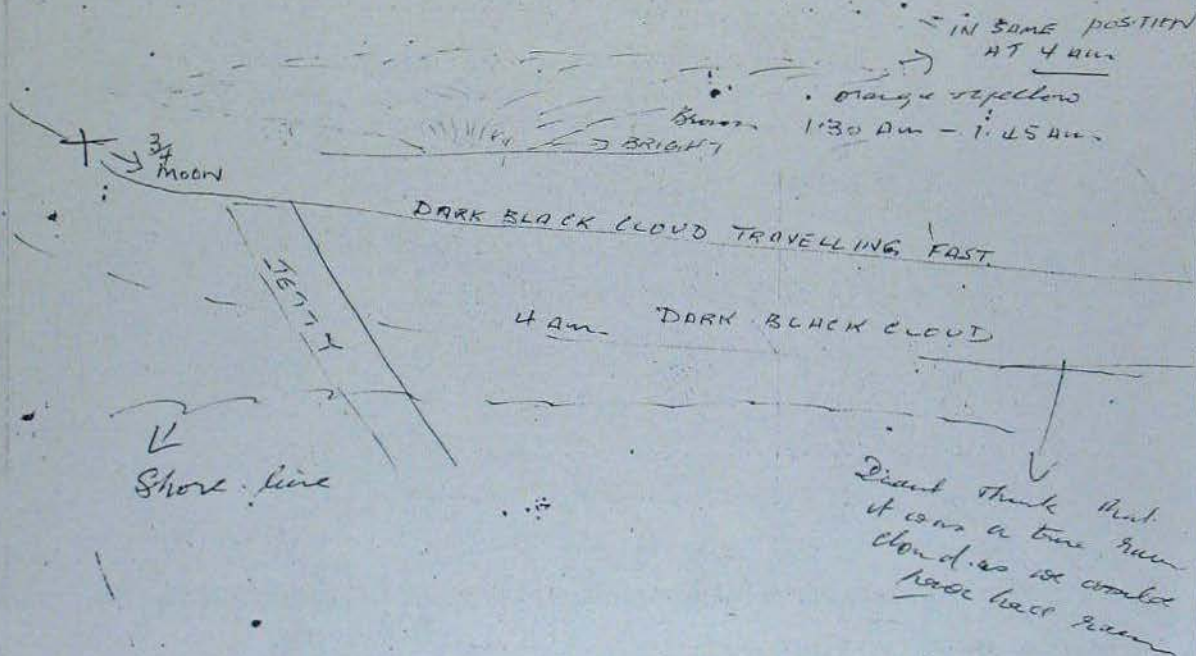 IN SAME POSITION
AT 4 am
orange & yellow
Brown 1.30 Am - 1.45 Am
BRIGHT
3/4
MOON
DARK BLACK CLOUD TRAVELLING FAST.
JETTY
4 am DARK BLACK CLOUD
Shore line
Didnt think that
it was a true rain
cloud as we would
have had rain